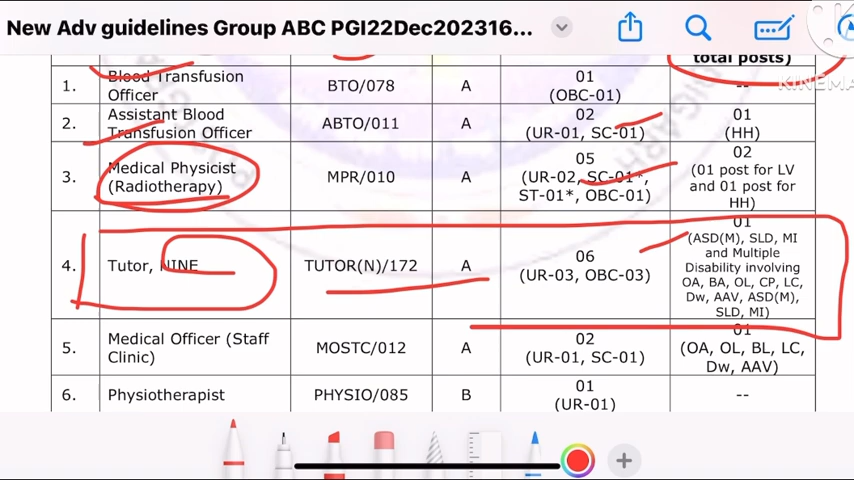 New Adv guidelines Group ABC PGI22Dec202316...
total posts)
KINEMA
1. Blood Transfusion Officer BTO/078 A 01 (OBC-01) --
2. Assistant Blood Transfusion Officer ABTO/011 A 02 (UR-01, SC-01) 01 (HH)
3. Medical Physicist (Radiotherapy) MPR/010 A 05 (UR-02, SC-01*, ST-01*, OBC-01) 02 (01 post for LV and 01 post for HH)
4. Tutor, NINE TUTOR(N)/172 A 06 (UR-03, OBC-03) 01 (ASD(M), SLD, MI and Multiple Disability involving OA, BA, OL, CP, LC, Dw, AAV, ASD(M), SLD, MI)
5. Medical Officer (Staff Clinic) MOSTC/012 A 02 (UR-01, SC-01) 01 (OA, OL, BL, LC, Dw, AAV)
6. Physiotherapist PHYSIO/085 B 01 (UR-01) --